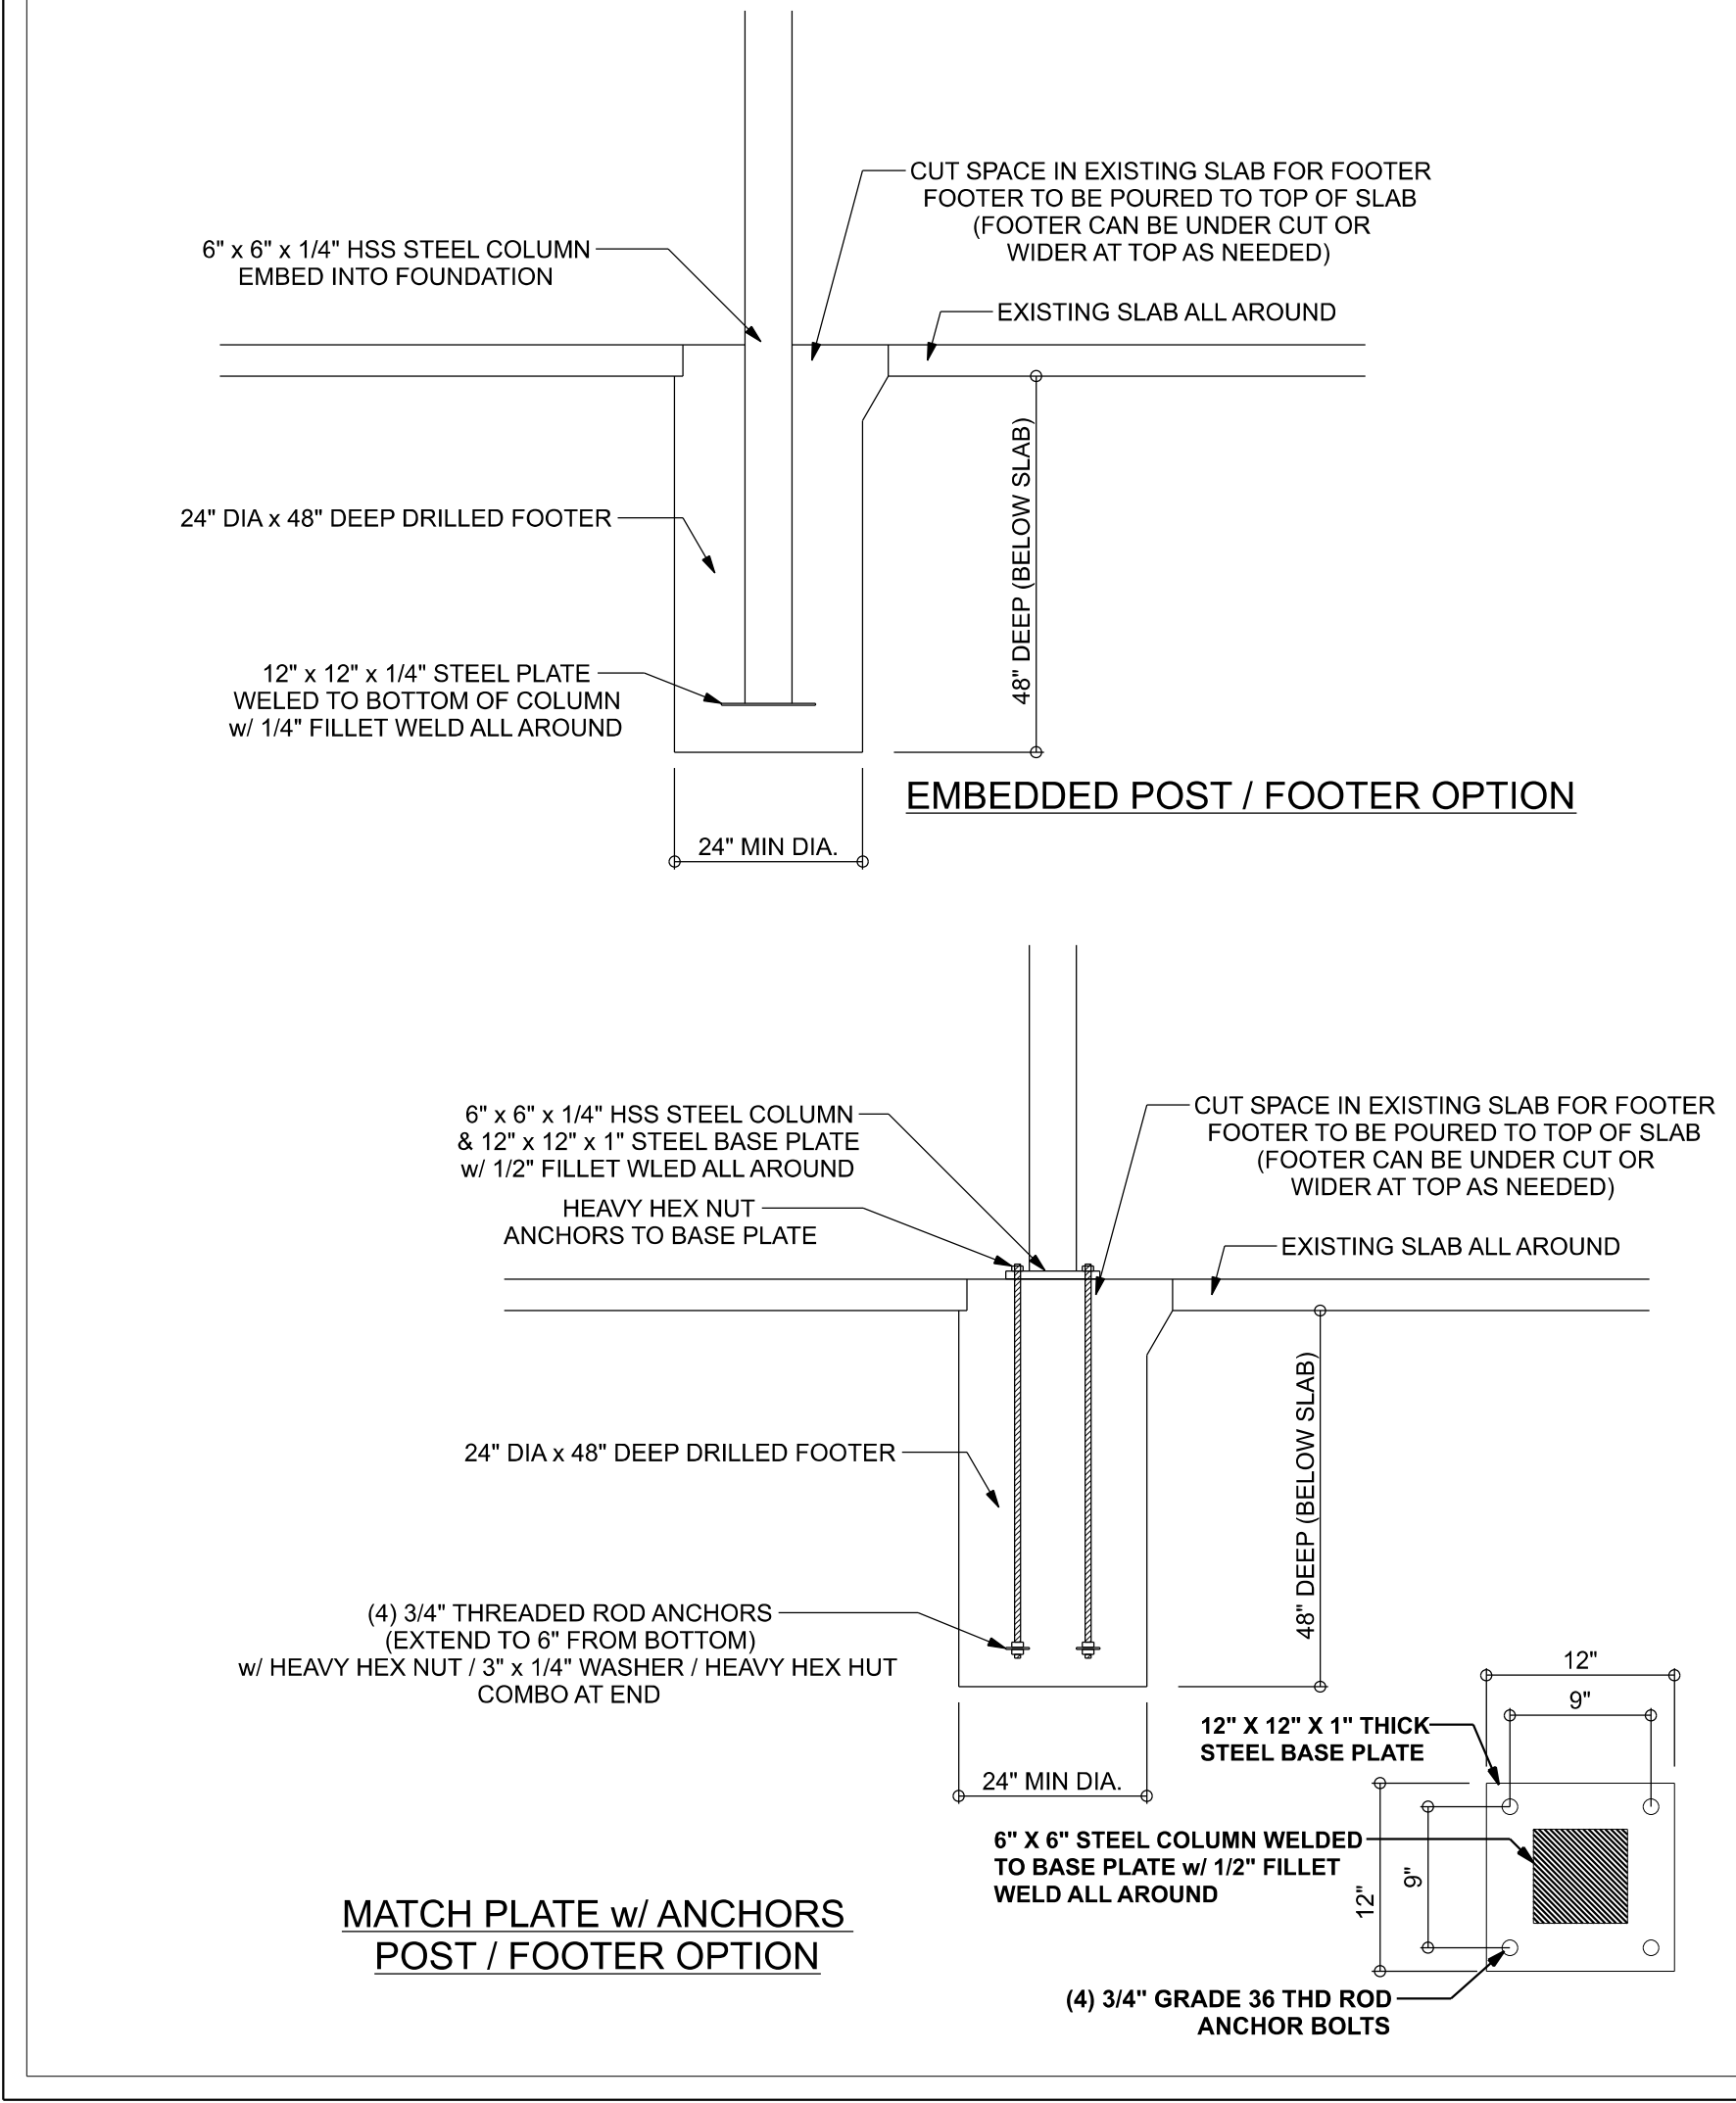 CUT SPACE IN EXISTING SLAB FOR FOOTER
FOOTER TO BE POURED TO TOP OF SLAB
(FOOTER CAN BE UNDER CUT OR
WIDER AT TOP AS NEEDED)
6" x 6" x 1/4" HSS STEEL COLUMN
EMBED INTO FOUNDATION
EXISTING SLAB ALL AROUND
48" DEEP (BELOW SLAB)
24" DIA x 48" DEEP DRILLED FOOTER
12" x 12" x 1/4" STEEL PLATE
WELED TO BOTTOM OF COLUMN
w/ 1/4" FILLET WELD ALL AROUND
EMBEDDED POST / FOOTER OPTION
24" MIN DIA.
6" x 6" x 1/4" HSS STEEL COLUMN
& 12" x 12" x 1" STEEL BASE PLATE
w/ 1/2" FILLET WLED ALL AROUND
CUT SPACE IN EXISTING SLAB FOR FOOTER
FOOTER TO BE POURED TO TOP OF SLAB
(FOOTER CAN BE UNDER CUT OR
WIDER AT TOP AS NEEDED)
HEAVY HEX NUT
ANCHORS TO BASE PLATE
EXISTING SLAB ALL AROUND
24" DIA x 48" DEEP DRILLED FOOTER
48" DEEP (BELOW SLAB)
(4) 3/4" THREADED ROD ANCHORS
(EXTEND TO 6" FROM BOTTOM)
w/ HEAVY HEX NUT / 3" x 1/4" WASHER / HEAVY HEX HUT
COMBO AT END
24" MIN DIA.
12"
9"
12" X 12" X 1" THICK
STEEL BASE PLATE
6" X 6" STEEL COLUMN WELDED
TO BASE PLATE w/ 1/2" FILLET
WELD ALL AROUND
12"
9"
(4) 3/4" GRADE 36 THD ROD
ANCHOR BOLTS
MATCH PLATE w/ ANCHORS
POST / FOOTER OPTION